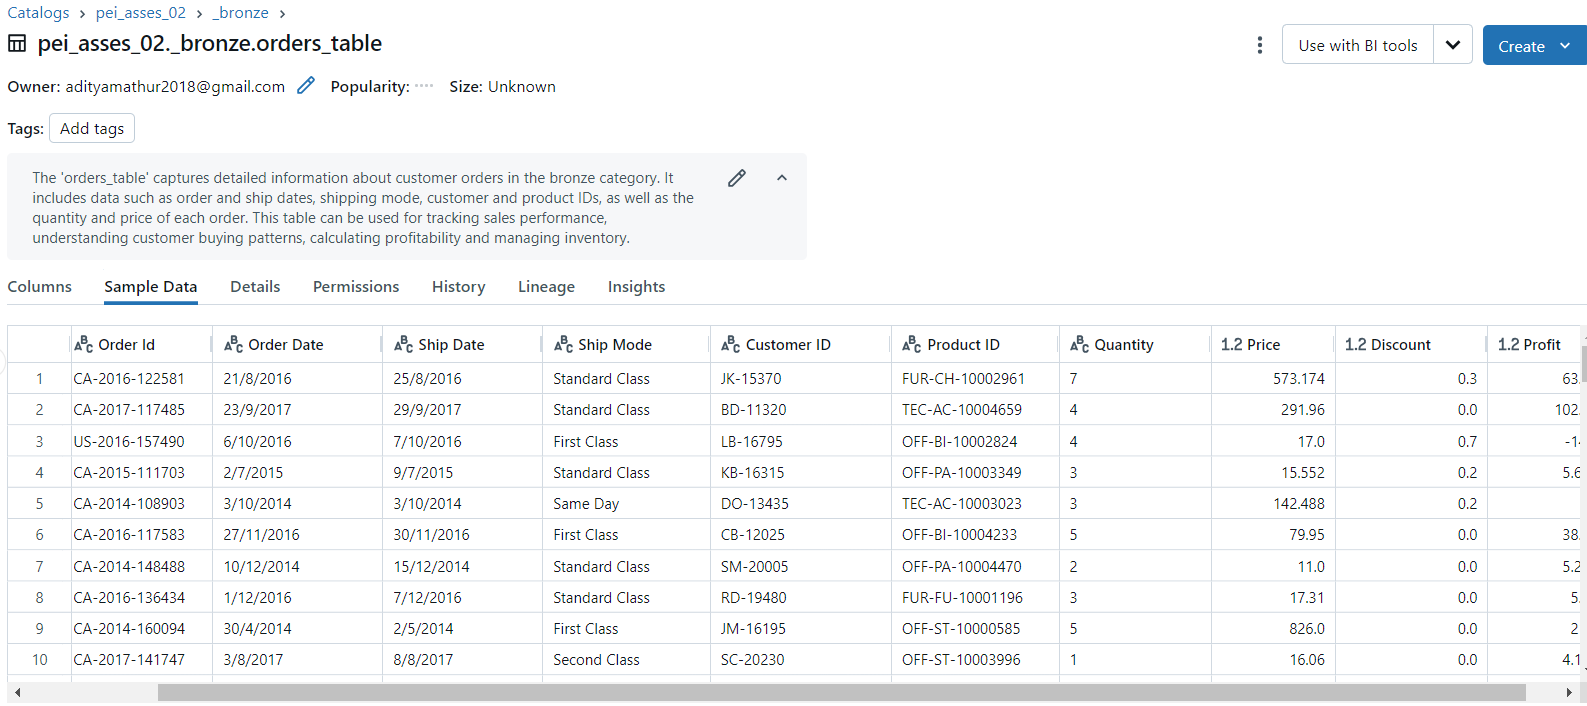 Catalogs > pei_asses_02 > _bronze >
pei_asses_02._bronze.orders_table
Use with BI tools
Create
Owner: adityamathur2018@gmail.com Popularity: Size: Unknown
Tags: Add tags
The 'orders_table' captures detailed information about customer orders in the bronze category. It
includes data such as order and ship dates, shipping mode, customer and product IDs, as well as the
quantity and price of each order. This table can be used for tracking sales performance,
understanding customer buying patterns, calculating profitability and managing inventory.
Columns Sample Data Details Permissions History Lineage Insights
ABC Order Id ABC Order Date ABC Ship Date ABC Ship Mode ABC Customer ID ABC Product ID ABC Quantity 1.2 Price 1.2 Discount 1.2 Profit
1 CA-2016-122581 21/8/2016 25/8/2016 Standard Class JK-15370 FUR-CH-10002961 7 573.174 0.3 63.
2 CA-2017-117485 23/9/2017 29/9/2017 Standard Class BD-11320 TEC-AC-10004659 4 291.96 0.0 102.
3 US-2016-157490 6/10/2016 7/10/2016 First Class LB-16795 OFF-BI-10002824 4 17.0 0.7
4 CA-2015-111703 2/7/2015 9/7/2015 Standard Class KB-16315 OFF-PA-10003349 3 15.552 0.2 5.6
5 CA-2014-108903 3/10/2014 3/10/2014 Same Day DO-13435 TEC-AC-10003023 3 142.488 0.2
6 CA-2016-117583 27/11/2016 30/11/2016 First Class CB-12025 OFF-BI-10004233 5 79.95 0.0 38.
7 CA-2014-148488 10/12/2014 15/12/2014 Standard Class SM-20005 OFF-PA-10004470 2 11.0 0.0 5.2
8 CA-2016-136434 1/12/2016 7/12/2016 Standard Class RD-19480 FUR-FU-10001196 3 17.31 0.0 5.
9 CA-2014-160094 30/4/2014 2/5/2014 First Class JM-16195 OFF-ST-10000585 5 826.0 0.0 2
10 CA-2017-141747 3/8/2017 8/8/2017 Second Class SC-20230 OFF-ST-10003996 1 16.06 0.0 4.1